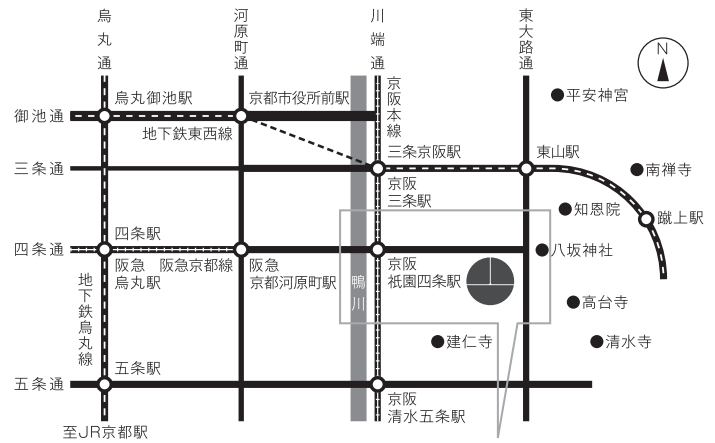 烏丸通
河原町通
川端通
東大路通
N
平安神宮
京阪本線
烏丸御池駅
京都市役所前駅
御池通
地下鉄東西線
三条京阪駅
東山駅
三条通
南禅寺
京阪
三条駅
知恩院
蹴上駅
四条駅
四条通
八坂神社
阪急
烏丸駅
阪急京都線
阪急
京都河原町駅
鴨川
京阪
祇園四条駅
地下鉄烏丸線
高台寺
建仁寺
清水寺
五条駅
五条通
京阪
清水五条駅
至JR京都駅